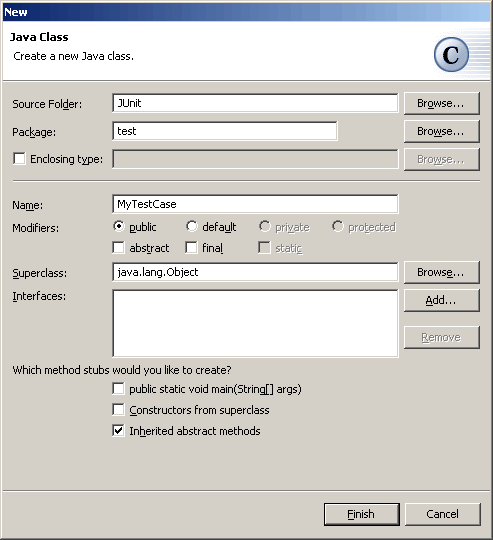 New
Java Class
Create a new Java class.
C
Source Folder: JUnit Browse...
Package: test Browse...
Enclosing type: Browse...
Name: MyTestCase
Modifiers: public default private protected
abstract final static
Superclass: java.lang.Object Browse...
Interfaces: Add...
Remove
Which method stubs would you like to create?
public static void main(String[] args)
Constructors from superclass
Inherited abstract methods
Finish Cancel